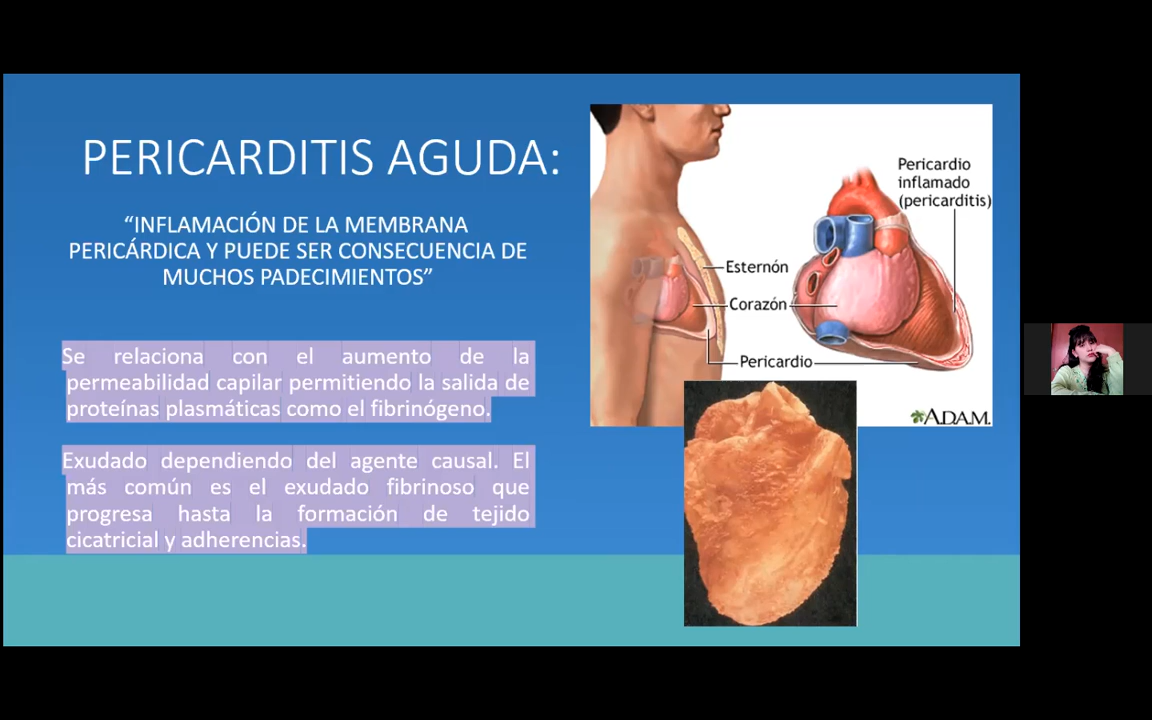 PERICARDITIS AGUDA:
“INFLAMACIÓN DE LA MEMBRANA
PERICÁRDICA Y PUEDE SER CONSECUENCIA DE
MUCHOS PADECIMIENTOS”
Se relaciona con el aumento de la
permeabilidad capilar permitiendo la salida de
proteínas plasmáticas como el fibrinógeno.
Exudado dependiendo del agente causal. El
más común es el exudado fibrinoso que
progresa hasta la formación de tejido
cicatricial y adherencias.
Pericardio
inflamado
(pericarditis)
Esternón
Corazón
Pericardio
A.D.A.M.